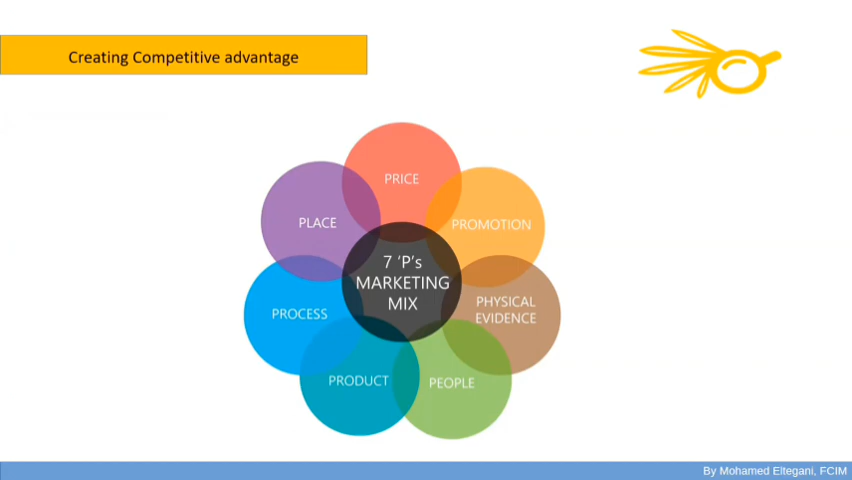 Creating Competitive advantage
PRICE
PLACE
PROMOTION
7 ‘P’s
MARKETING
MIX
PROCESS
PHYSICAL
EVIDENCE
PRODUCT
PEOPLE
By Mohamed Eltegani, FCIM